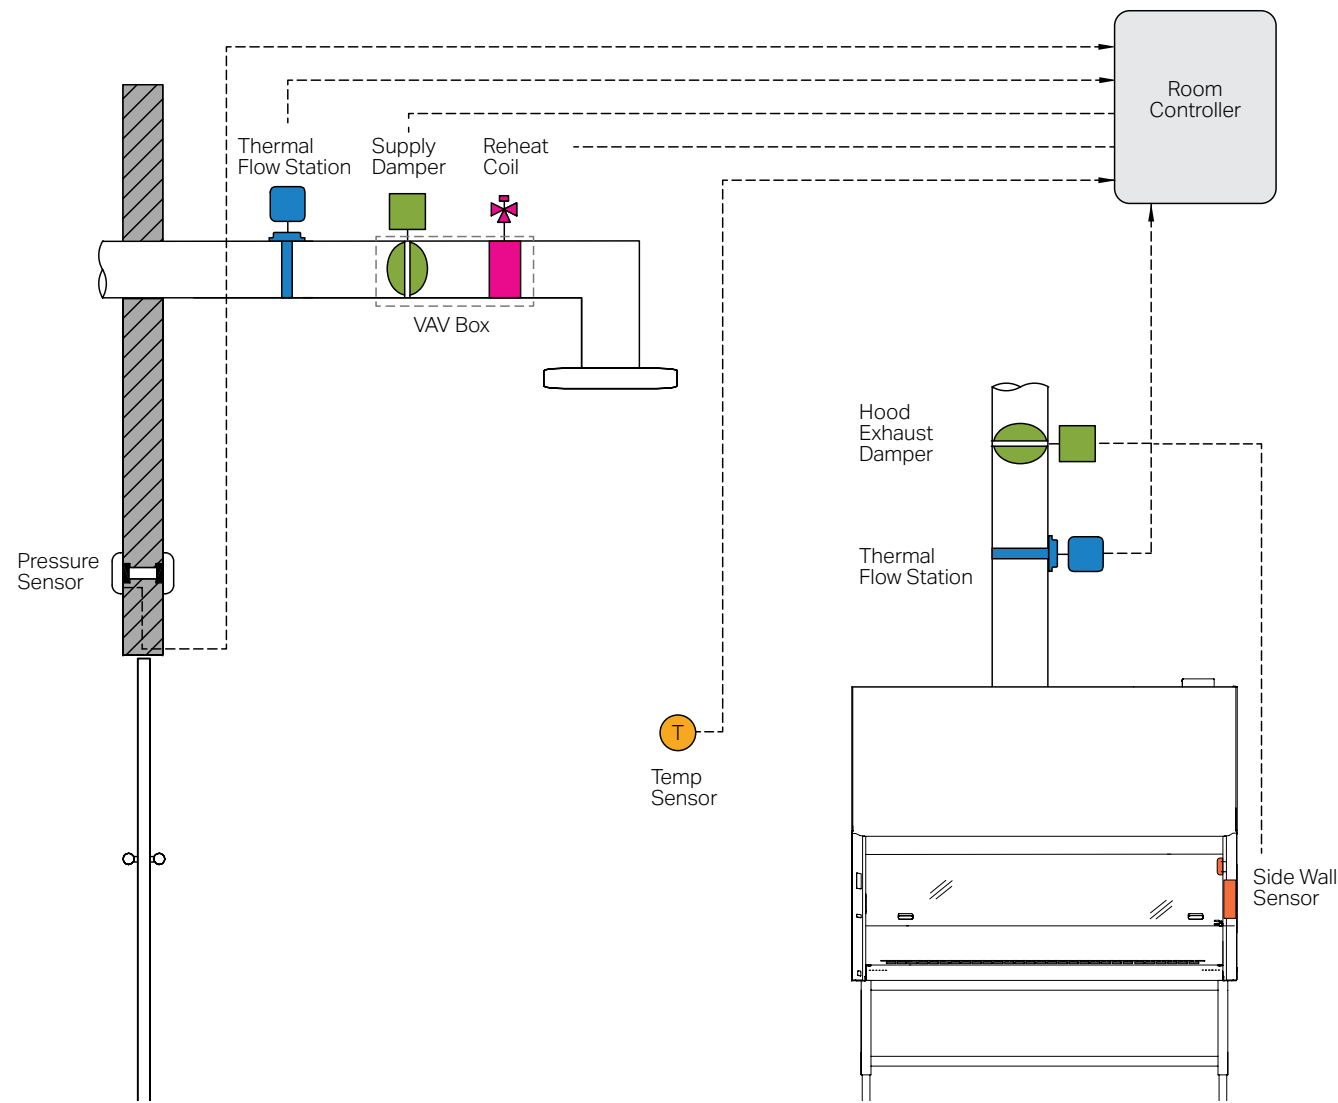 Room
Controller
Thermal
Flow Station
Supply
Damper
Reheat
Coil
VAV Box
Hood
Exhaust
Damper
Pressure
Sensor
Thermal
Flow Station
T
Temp
Sensor
Side Wall
Sensor